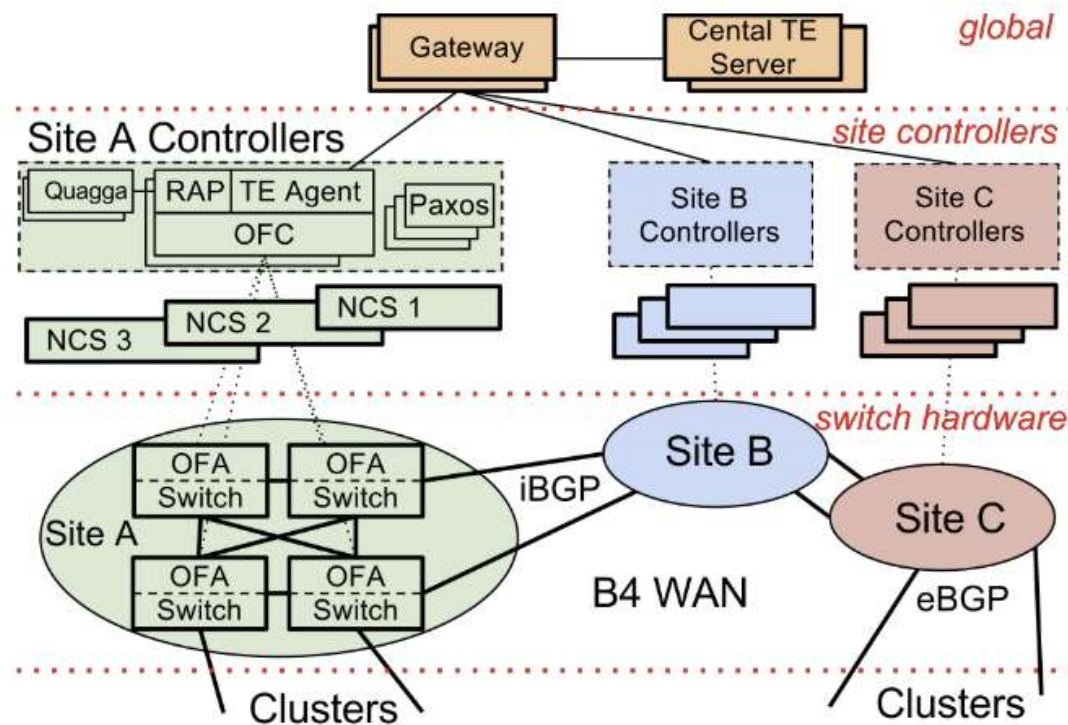 global
Gateway
Cental TE
Server
site controllers
Site A Controllers
Quagga
RAP
TE Agent
OFC
Paxos
Site B
Controllers
Site C
Controllers
NCS 1
NCS 2
NCS 3
switch hardware
Site A
OFA
Switch
OFA
Switch
OFA
Switch
OFA
Switch
iBGP
Site B
Site C
B4 WAN
eBGP
Clusters
Clusters